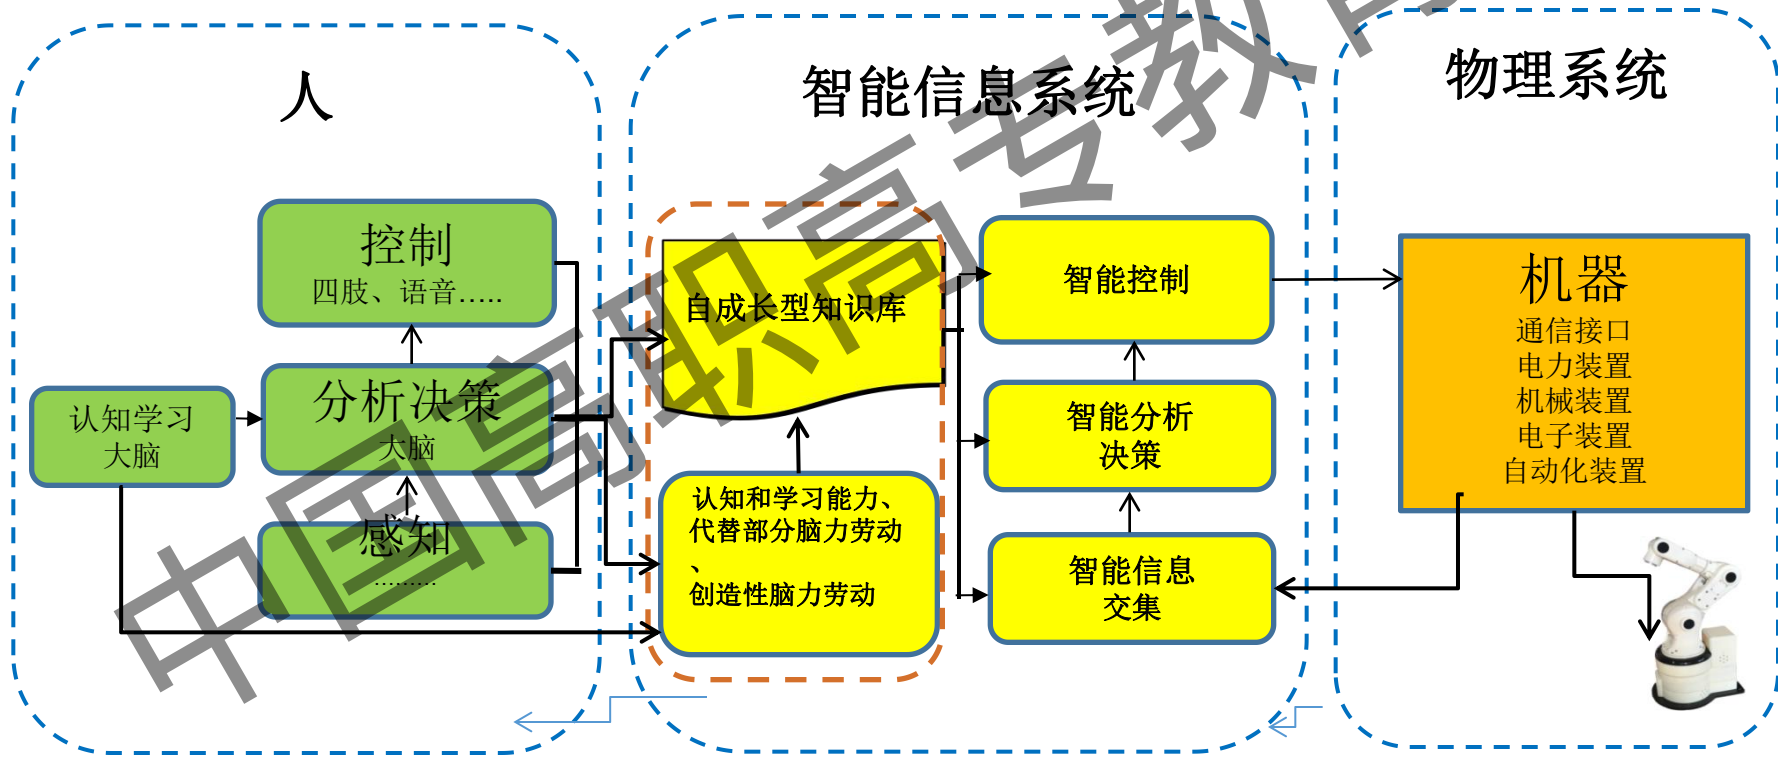 人
控制
四肢、语音.....
分析决策
大脑
认知学习
大脑
感知
.........
智能信息系统
自成长型知识库
认知和学习能力、
代替部分脑力劳动
、
创造性脑力劳动
智能控制
智能分析
决策
智能信息
交集
物理系统
机器
通信接口
电力装置
机械装置
电子装置
自动化装置
中国高职高专教育